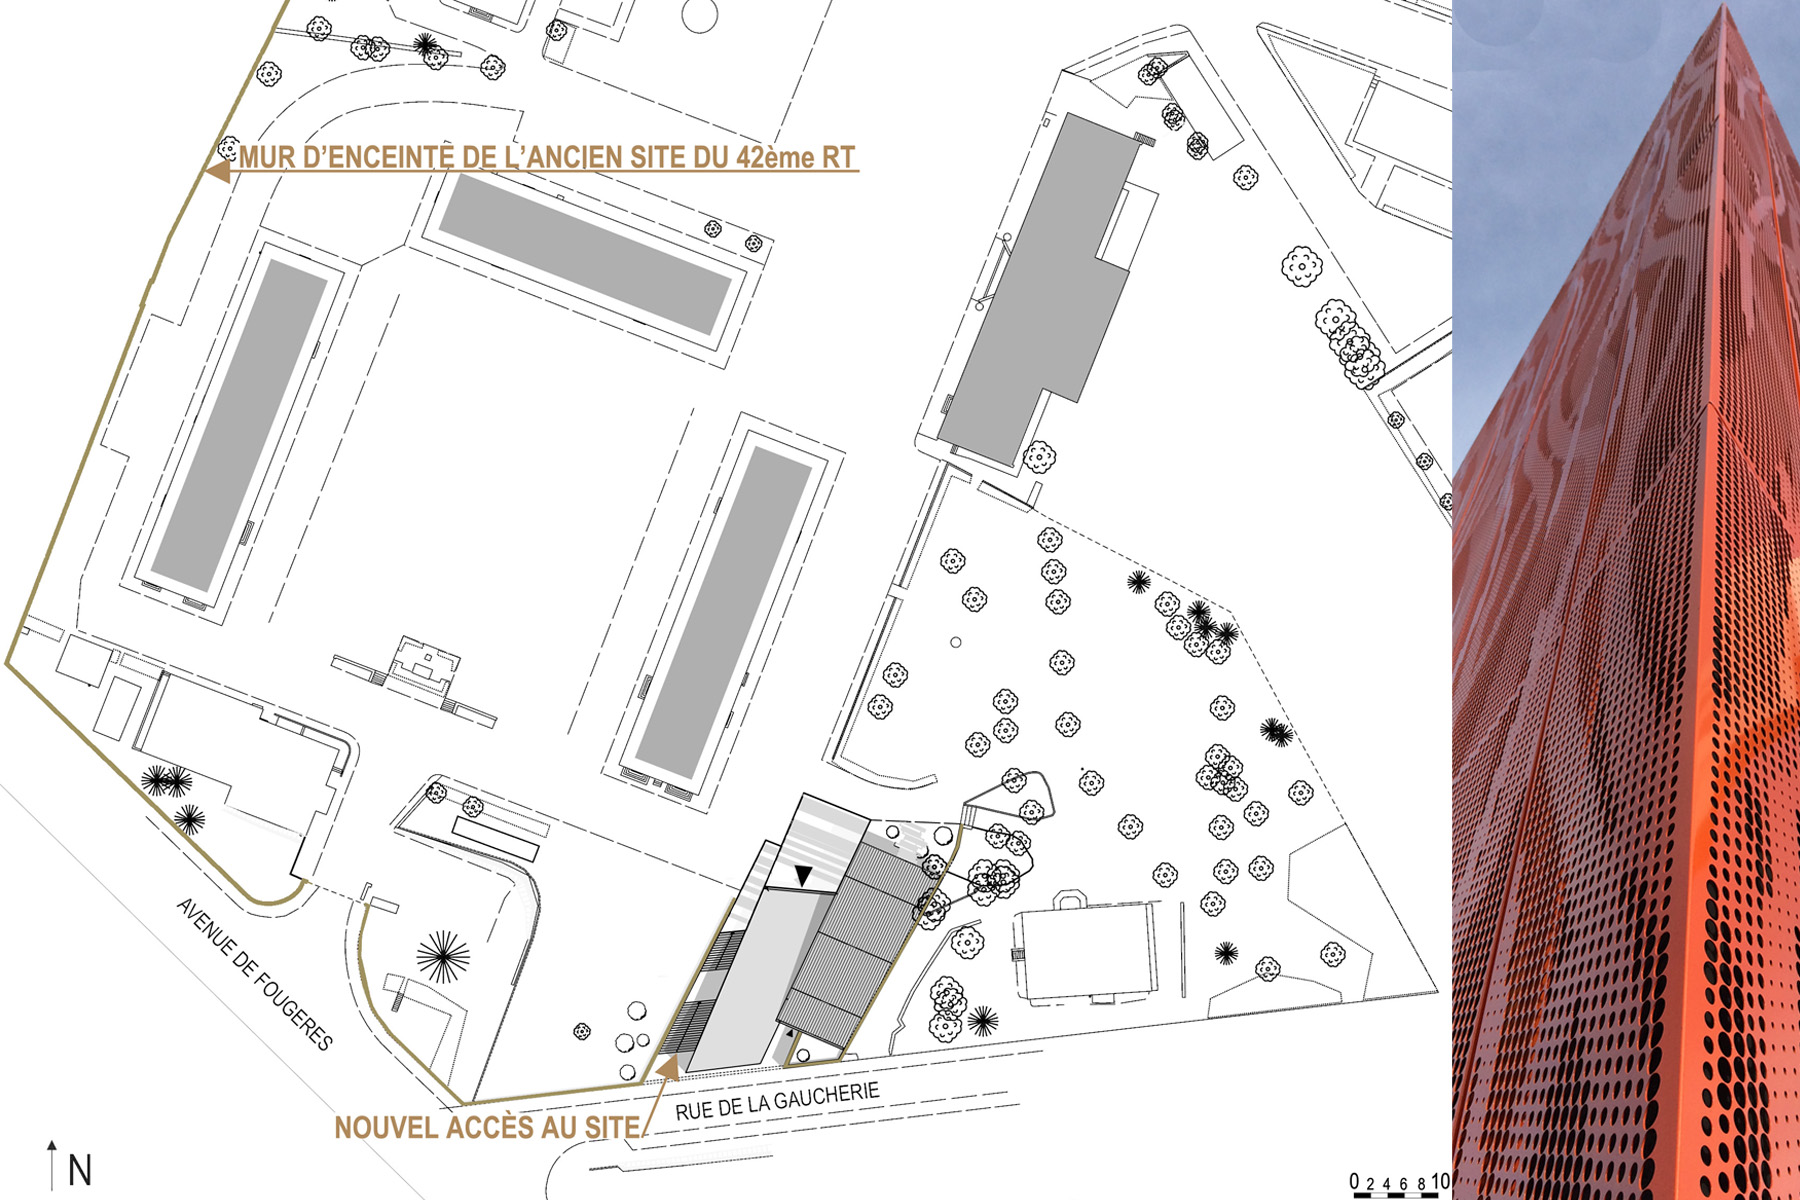 MUR D'ENCEINTE DE L'ANCIEN SITE DU 42ème RT
AVENUE DE FOUGERES
NOUVEL ACCÈS AU SITE
RUE DE LA GAUCHERIE
N
0 2 4 6 8 10